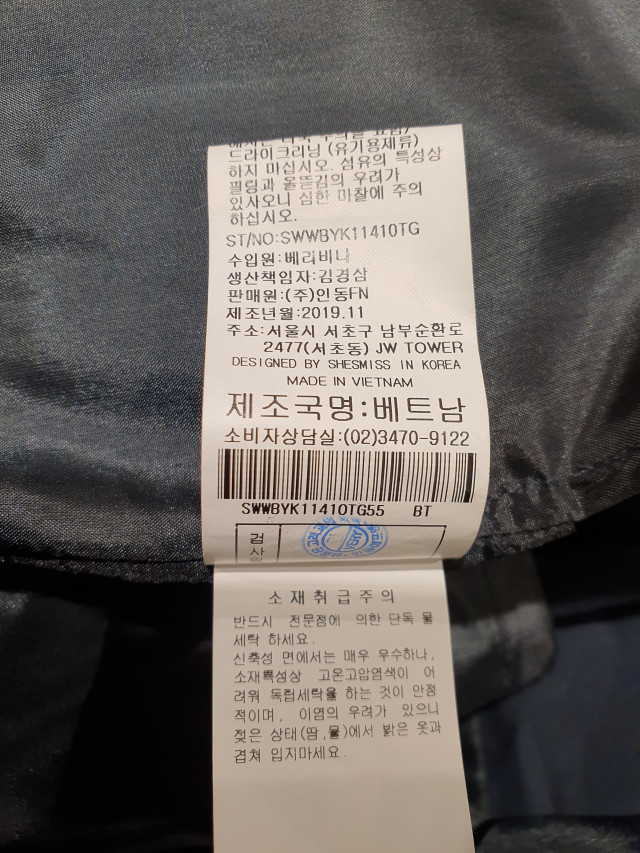 드라이크리닝 (유기용제류)
하지 마십시오. 섬유의 특성상
필링과 올뜯김의 우려가
있사오니 심한 마찰에 주의
하십시오.
ST/NO:SWWBYK11410TG
수입원:베리비나
생산책임자:김경삼
판매원:(주)인동FN
제조년월:2019.11
주소:서울시 서초구 남부순환로
2477(서초동) JW TOWER
DESIGNED BY SHESMISS IN KOREA
MADE IN VIETNAM
제조국명:베트남
소비자상담실:(02)3470-9122
SWWBYK11410TG55 BT
검
사
소재취급주의
반드시 전문점에 의한 단독 물
세탁 하세요.
신축성 면에서는 매우 우수하나,
소재특성상 고온고압염색이 어
려워 독립세탁을 하는 것이 안정
적이며, 이염의 우려가 있으니
젖은 상태(땀,물)에서 밝은 옷과
겹쳐 입지마세요.